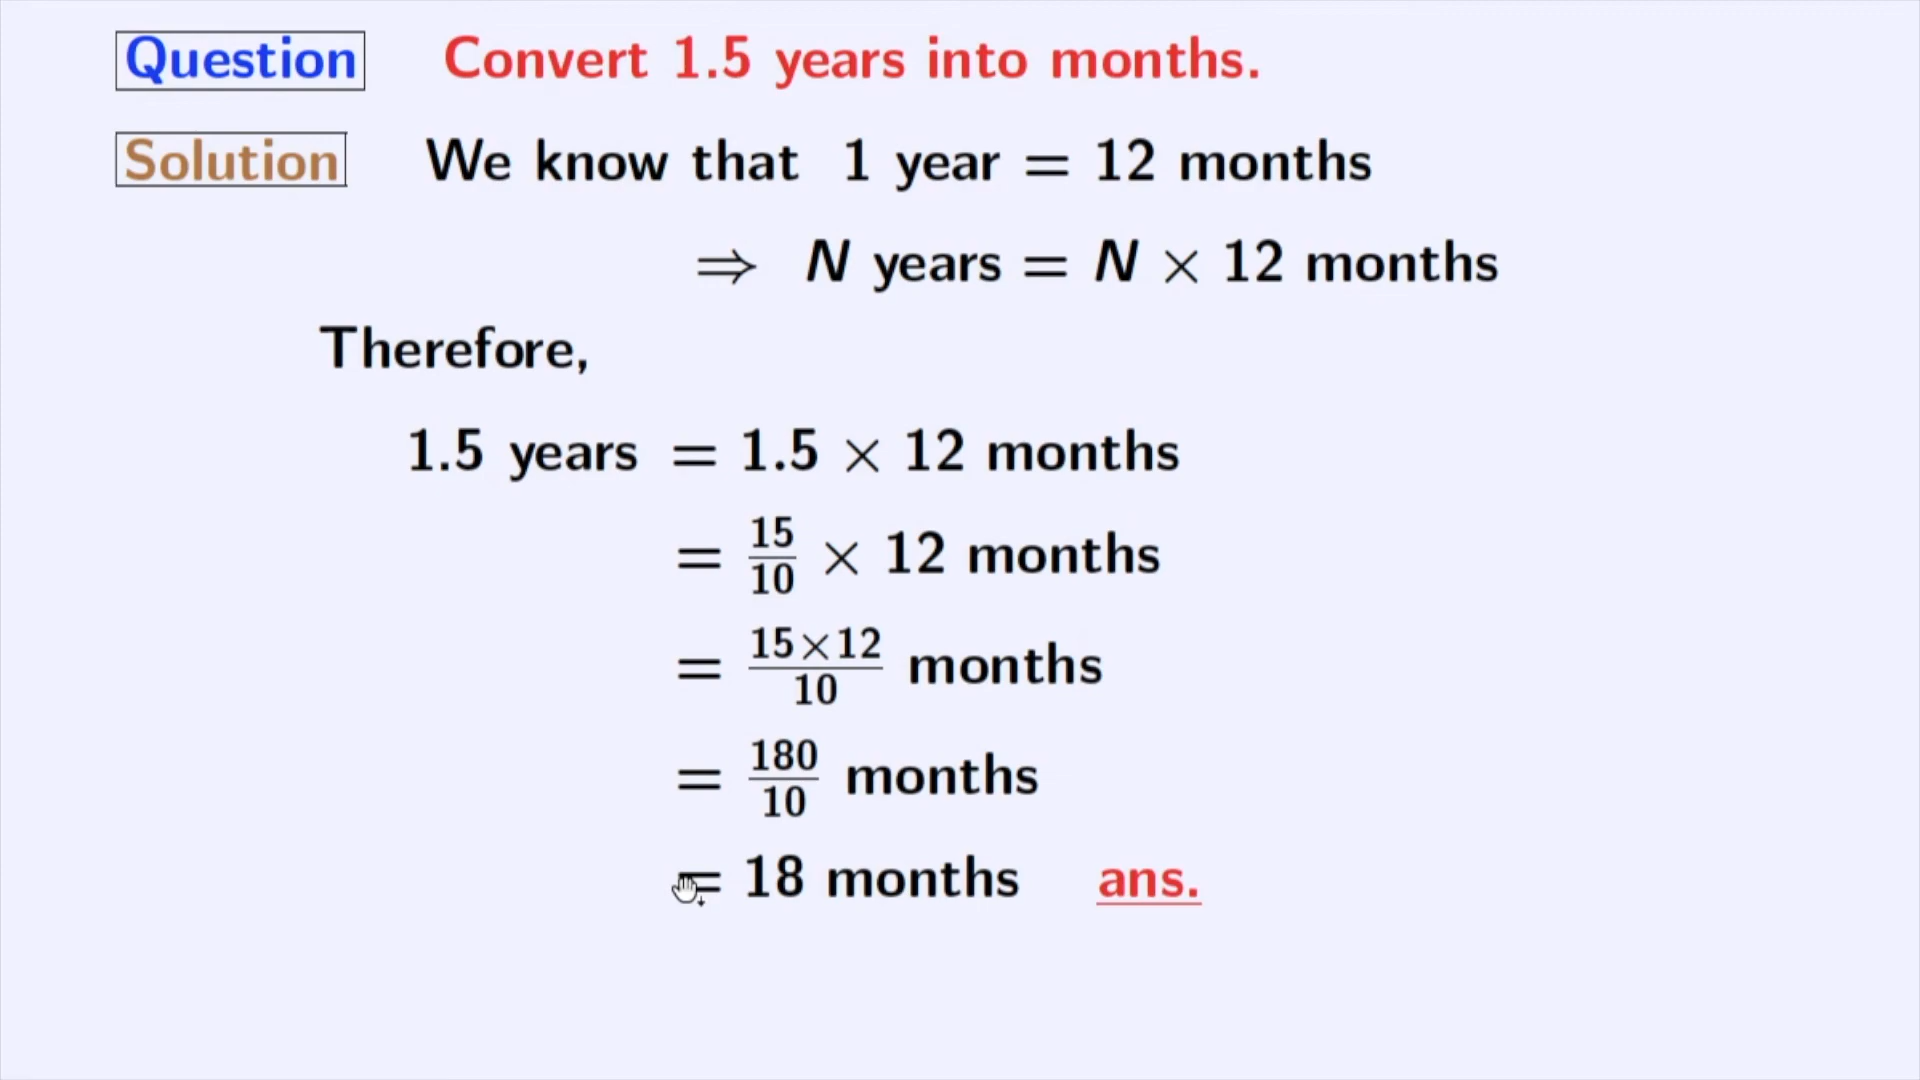 Question Convert 1.5 years into months.
Solution We know that 1 year = 12 months
⇒ N years = N × 12 months
Therefore,
1.5 years = 1.5 × 12 months
= 15/10 × 12 months
= 15×12/10 months
= 180/10 months
= 18 months ans.